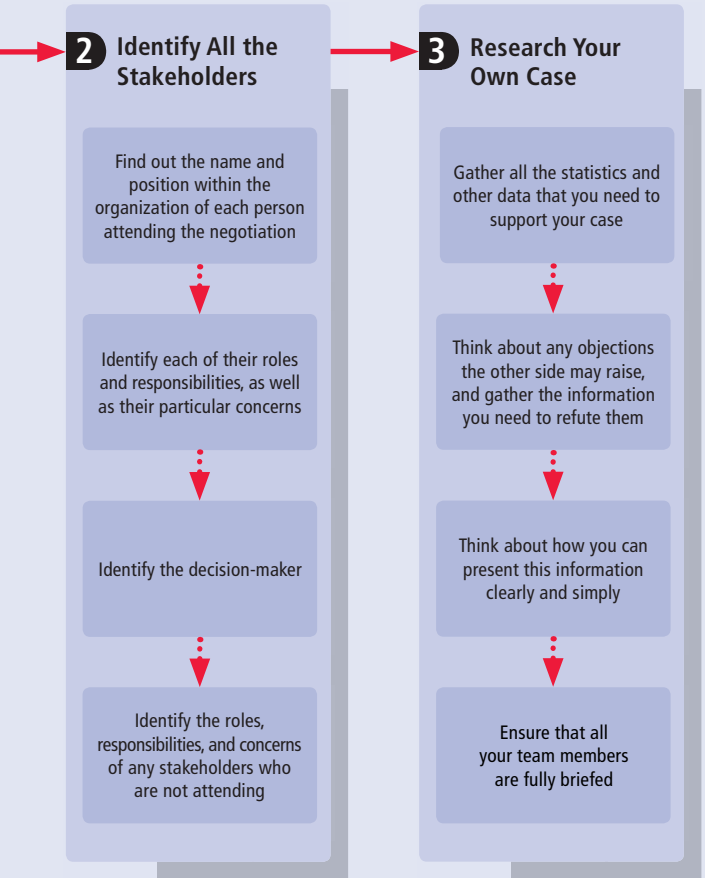 2 Identify All the
Stakeholders
Find out the name and
position within the
organization of each person
attending the negotiation
Identify each of their roles
and responsibilities, as well
as their particular concerns
Identify the decision-maker
Identify the roles,
responsibilities, and concerns
of any stakeholders who
are not attending
3 Research Your
Own Case
Gather all the statistics and
other data that you need to
support your case
Think about any objections
the other side may raise,
and gather the information
you need to refute them
Think about how you can
present this information
clearly and simply
Ensure that all
your team members
are fully briefed